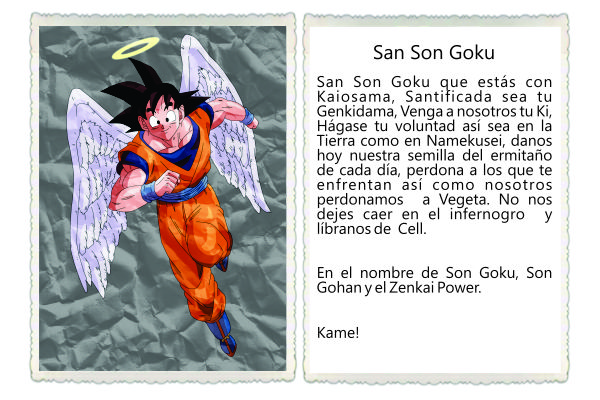 San Son Goku
San Son Goku que estás con
Kaiosama, Santificada sea tu
Genkidama, Venga a nosotros tu Ki,
Hágase tu voluntad así sea en la
Tierra como en Namekusei, danos
hoy nuestra semilla del ermitaño
de cada día, perdona a los que te
enfrentan así como nosotros
perdonamos a Vegeta. No nos
dejes caer en el infernogro y
líbranos de Cell.
En el nombre de Son Goku, Son
Gohan y el Zenkai Power.
Kame!